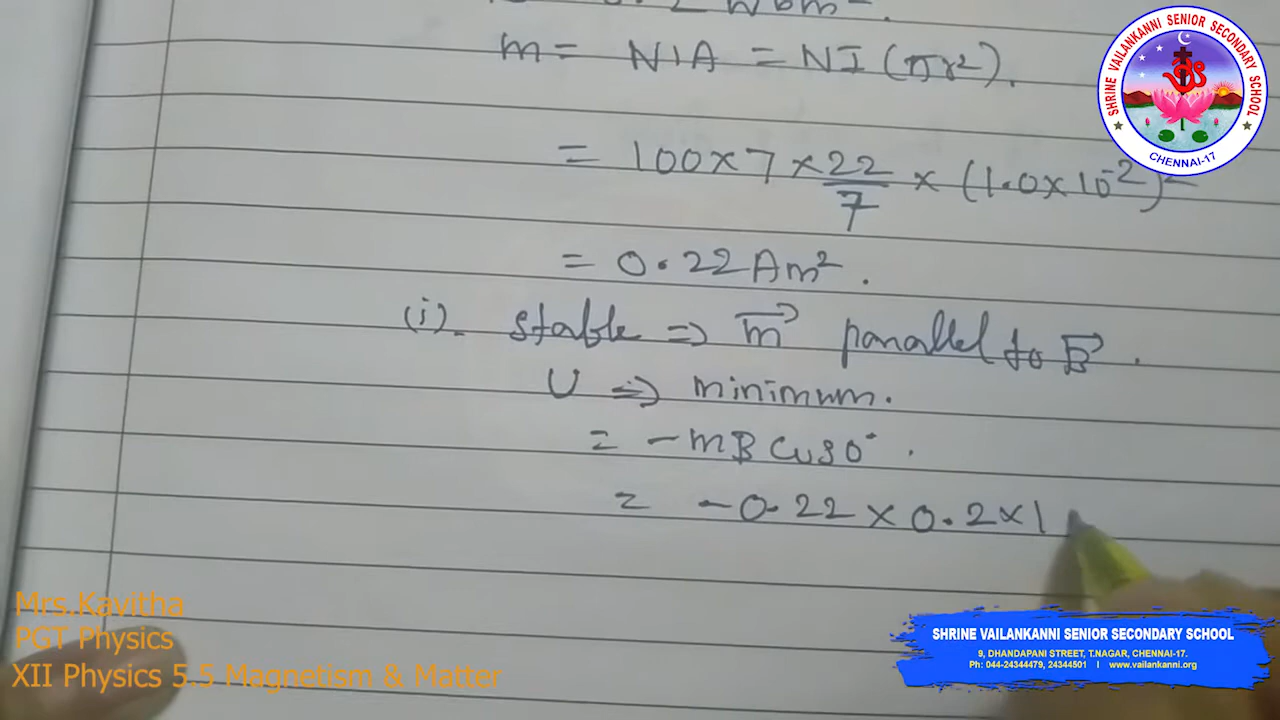 m = NIA = NI (πr²).
= 100 × 7 × 22/7 × (1.0 × 10⁻²)²
= 0.22 Am².
(i). stable ⇒ m⃗ parallel to B⃗.
U ⇒ minimum.
= -mB Cos0°.
= -0.22 × 0.2 × 1
SHRINE VAILANKANNI SENIOR SECONDARY SCHOOL
CHENNAI-17
Mrs.Kavitha
PGT Physics
XII Physics 5.5 Magnetism & Matter
SHRINE VAILANKANNI SENIOR SECONDARY SCHOOL
9, DHANDAPANI STREET, T.NAGAR, CHENNAI-17.
Ph: 044-24344479, 24344501 | www.vailankanni.org